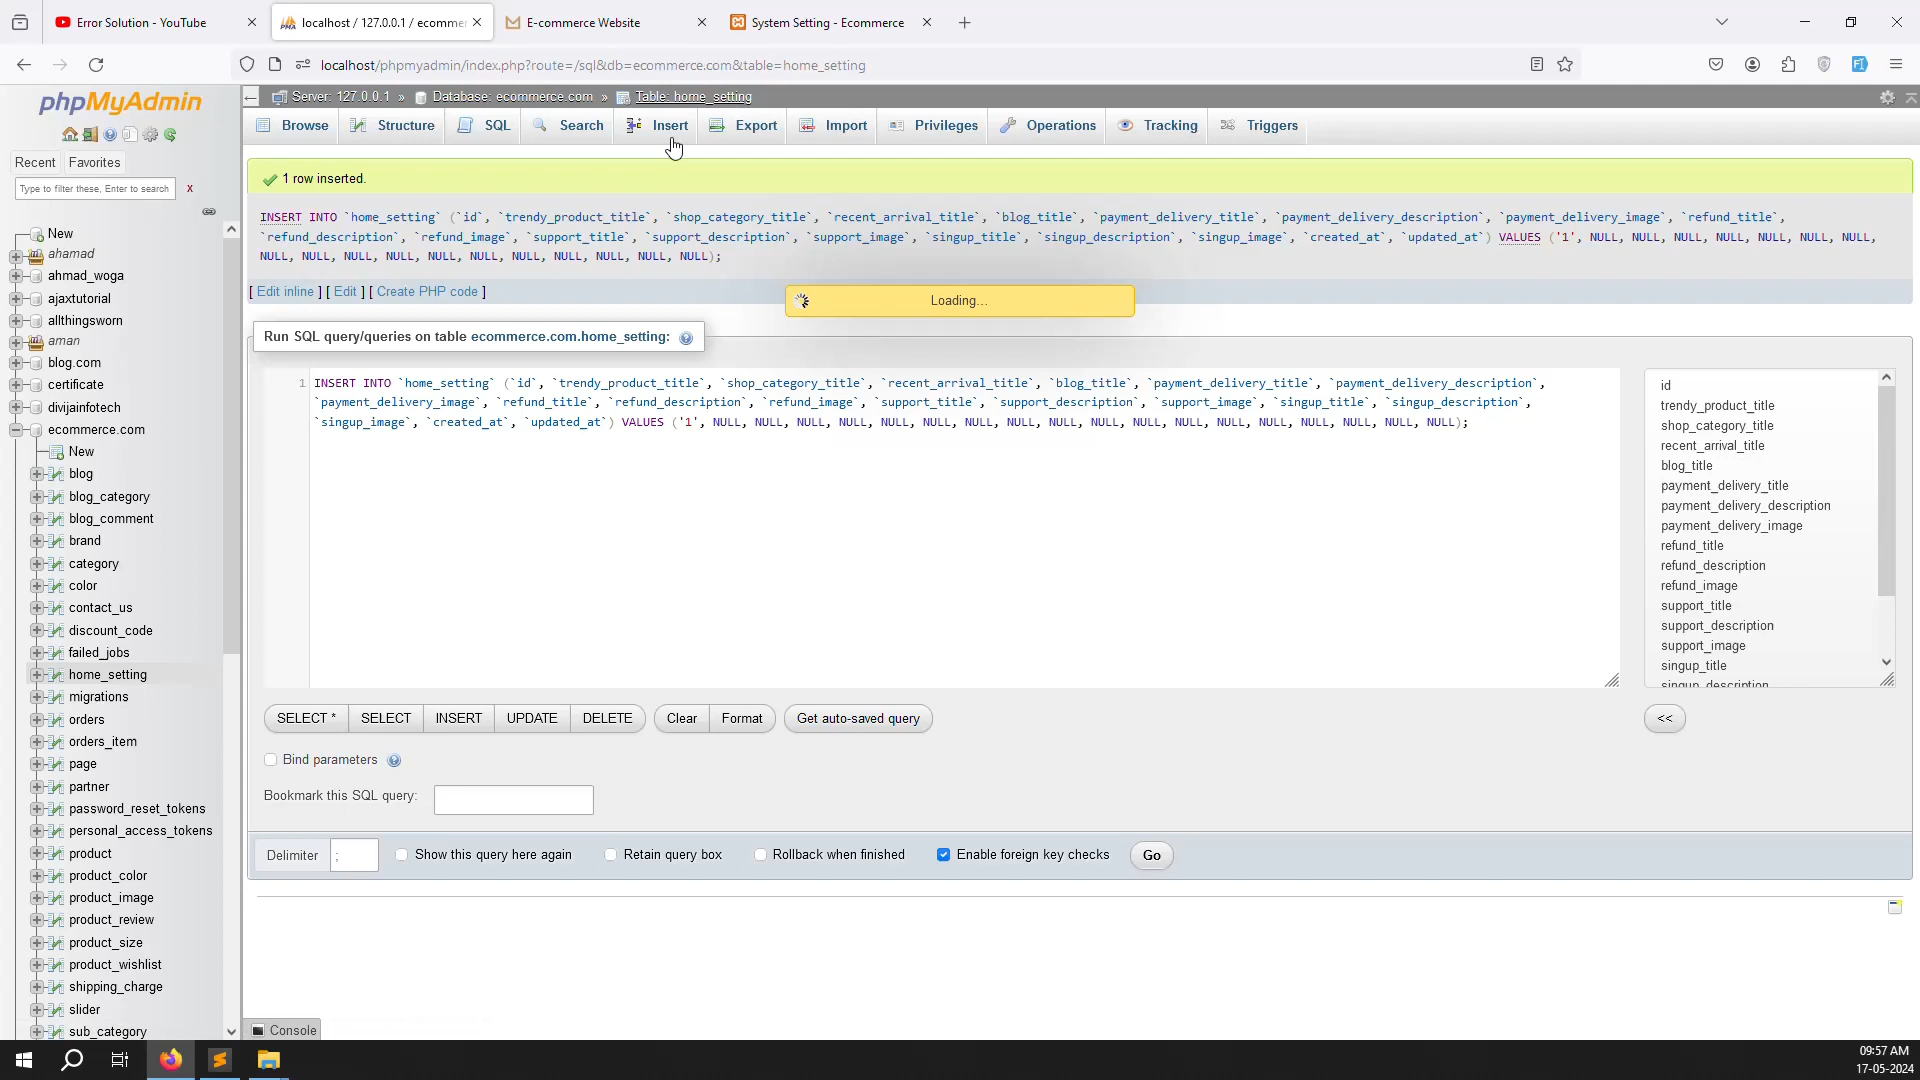 Error Solution - YouTube
localhost / 127.0.0.1 / ecommer
E-commerce Website
System Setting - Ecommerce
localhost/phpmyadmin/index.php?route=/sql&db=ecommerce.com&table=home_setting
phpMyAdmin
Recent Favorites
Type to filter these, Enter to search X
New
ahamad
ahmad_woga
ajaxtutorial
allthingsworn
aman
blog.com
certificate
divijainfotech
ecommerce.com
New
blog
blog_category
blog_comment
brand
category
color
contact_us
discount_code
failed_jobs
home_setting
migrations
orders
orders_item
page
partner
password_reset_tokens
personal_access_tokens
product
product_color
product_image
product_review
product_size
product_wishlist
shipping_charge
slider
sub_category
Server: 127.0.0.1 » Database: ecommerce.com » Table: home_setting
Browse Structure SQL Search Insert Export Import Privileges Operations Tracking Triggers
1 row inserted.
INSERT INTO `home_setting` (`id`, `trendy_product_title`, `shop_category_title`, `recent_arrival_title`, `blog_title`, `payment_delivery_title`, `payment_delivery_description`, `payment_delivery_image`, `refund_title`,
`refund_description`, `refund_image`, `support_title`, `support_description`, `support_image`, `singup_title`, `singup_description`, `singup_image`, `created_at`, `updated_at`) VALUES ('1', NULL, NULL, NULL, NULL, NULL, NULL, NULL,
NULL, NULL, NULL, NULL, NULL, NULL, NULL, NULL, NULL, NULL, NULL);
[ Edit inline ] [ Edit ] [ Create PHP code ]
Loading...
Run SQL query/queries on table ecommerce.com.home_setting:
1 INSERT INTO `home_setting` (`id`, `trendy_product_title`, `shop_category_title`, `recent_arrival_title`, `blog_title`, `payment_delivery_title`, `payment_delivery_description`,
`payment_delivery_image`, `refund_title`, `refund_description`, `refund_image`, `support_title`, `support_description`, `support_image`, `singup_title`, `singup_description`,
`singup_image`, `created_at`, `updated_at`) VALUES ('1', NULL, NULL, NULL, NULL, NULL, NULL, NULL, NULL, NULL, NULL, NULL, NULL, NULL, NULL, NULL, NULL, NULL, NULL);
id
trendy_product_title
shop_category_title
recent_arrival_title
blog_title
payment_delivery_title
payment_delivery_description
payment_delivery_image
refund_title
refund_description
refund_image
support_title
support_description
support_image
singup_title
singup_description
SELECT * SELECT INSERT UPDATE DELETE Clear Format Get auto-saved query <<
Bind parameters
Bookmark this SQL query:
Delimiter ; Show this query here again Retain query box Rollback when finished Enable foreign key checks Go
Console
09:57 AM
17-05-2024